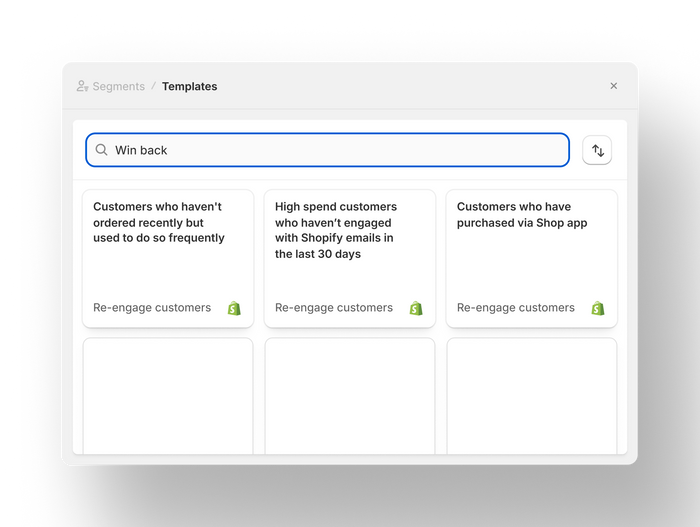 Segments / Templates
Win back
Customers who haven't
ordered recently but
used to do so frequently
Re-engage customers
High spend customers
who haven’t engaged
with Shopify emails in
the last 30 days
Re-engage customers
Customers who have
purchased via Shop app
Re-engage customers